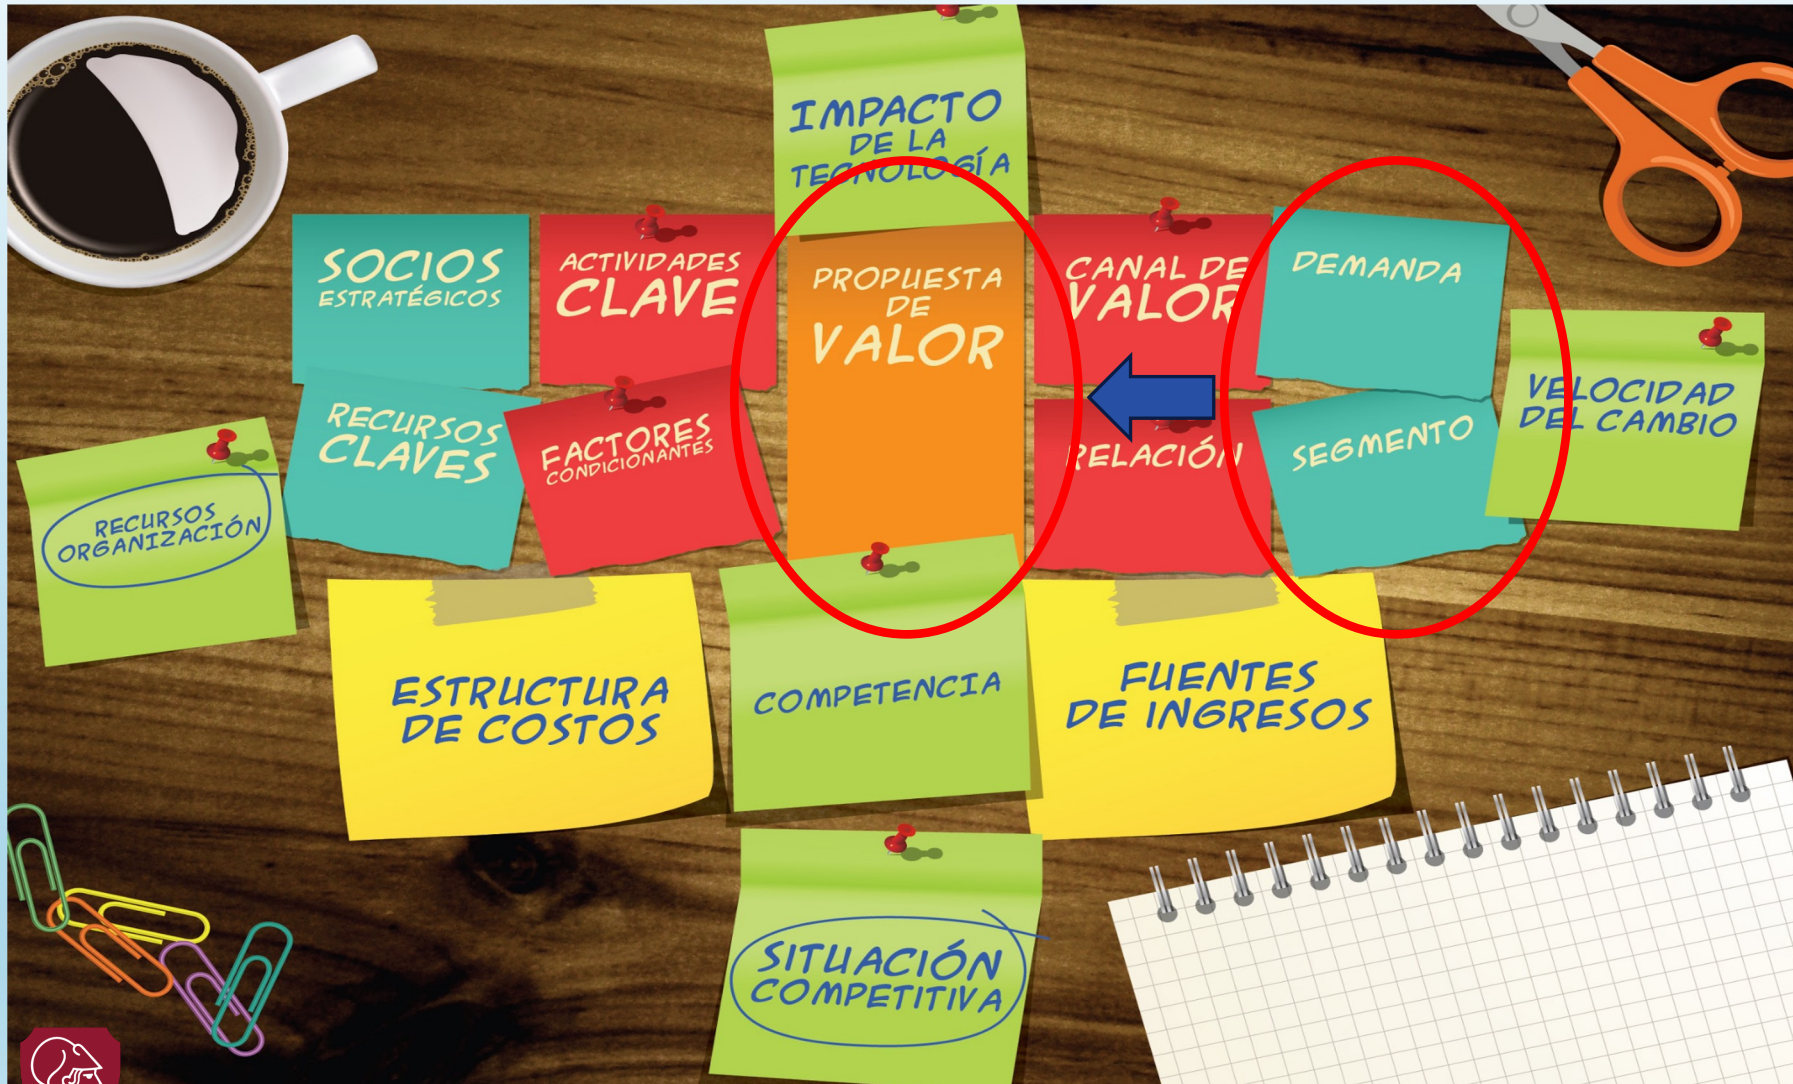 IMPACTO
DE LA
TECNOLOGÍA
SOCIOS
ESTRATÉGICOS
ACTIVIDADES
CLAVE
PROPUESTA
DE
VALOR
CANAL DE
VALOR
DEMANDA
RECURSOS
CLAVES
FACTORES
CONDICIONANTES
RELACIÓN
SEGMENTO
VELOCIDAD
DEL CAMBIO
RECURSOS
ORGANIZACIÓN
ESTRUCTURA
DE COSTOS
COMPETENCIA
FUENTES
DE INGRESOS
SITUACIÓN
COMPETITIVA